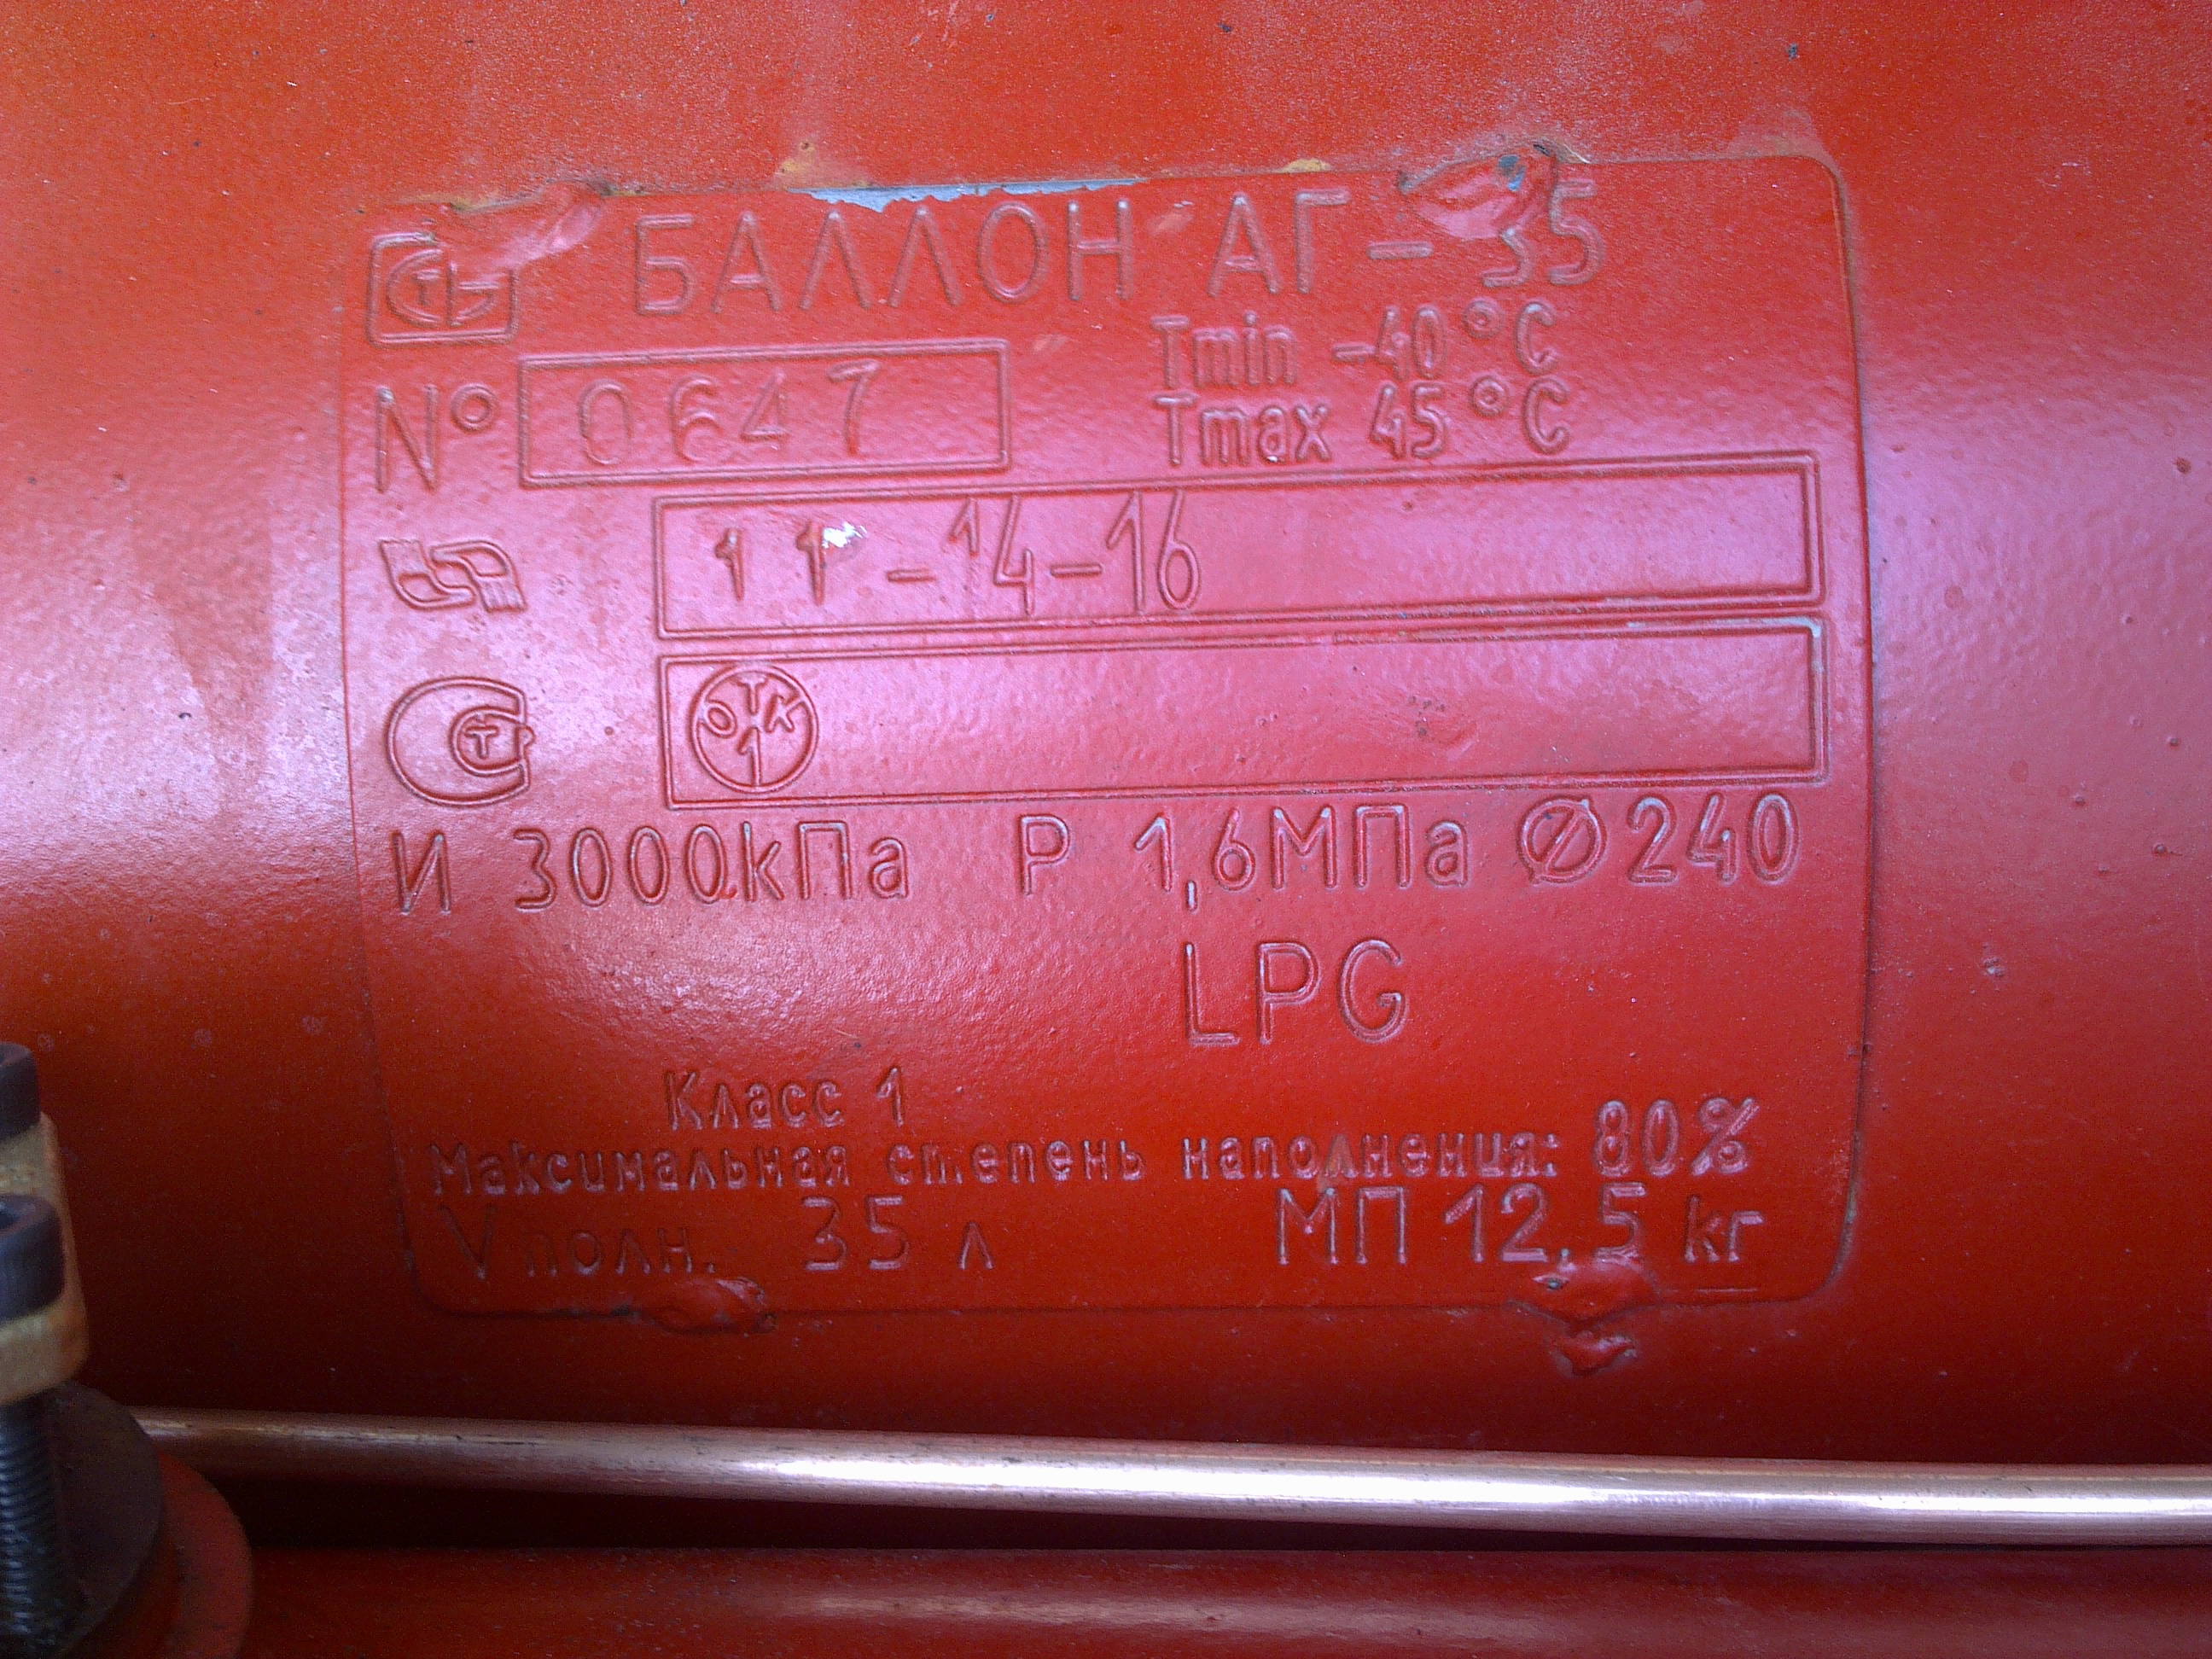 БАЛЛОН АГ-35
Tmin -40°C
№ 0647
Tmax 45°C
11-14-16
ОТК 1
И 3000кПа Р 1,6МПа Ø240
LPG
Класс 1
Максимальная степень наполнения: 80%
V полн. 35 л МП 12,5 кг